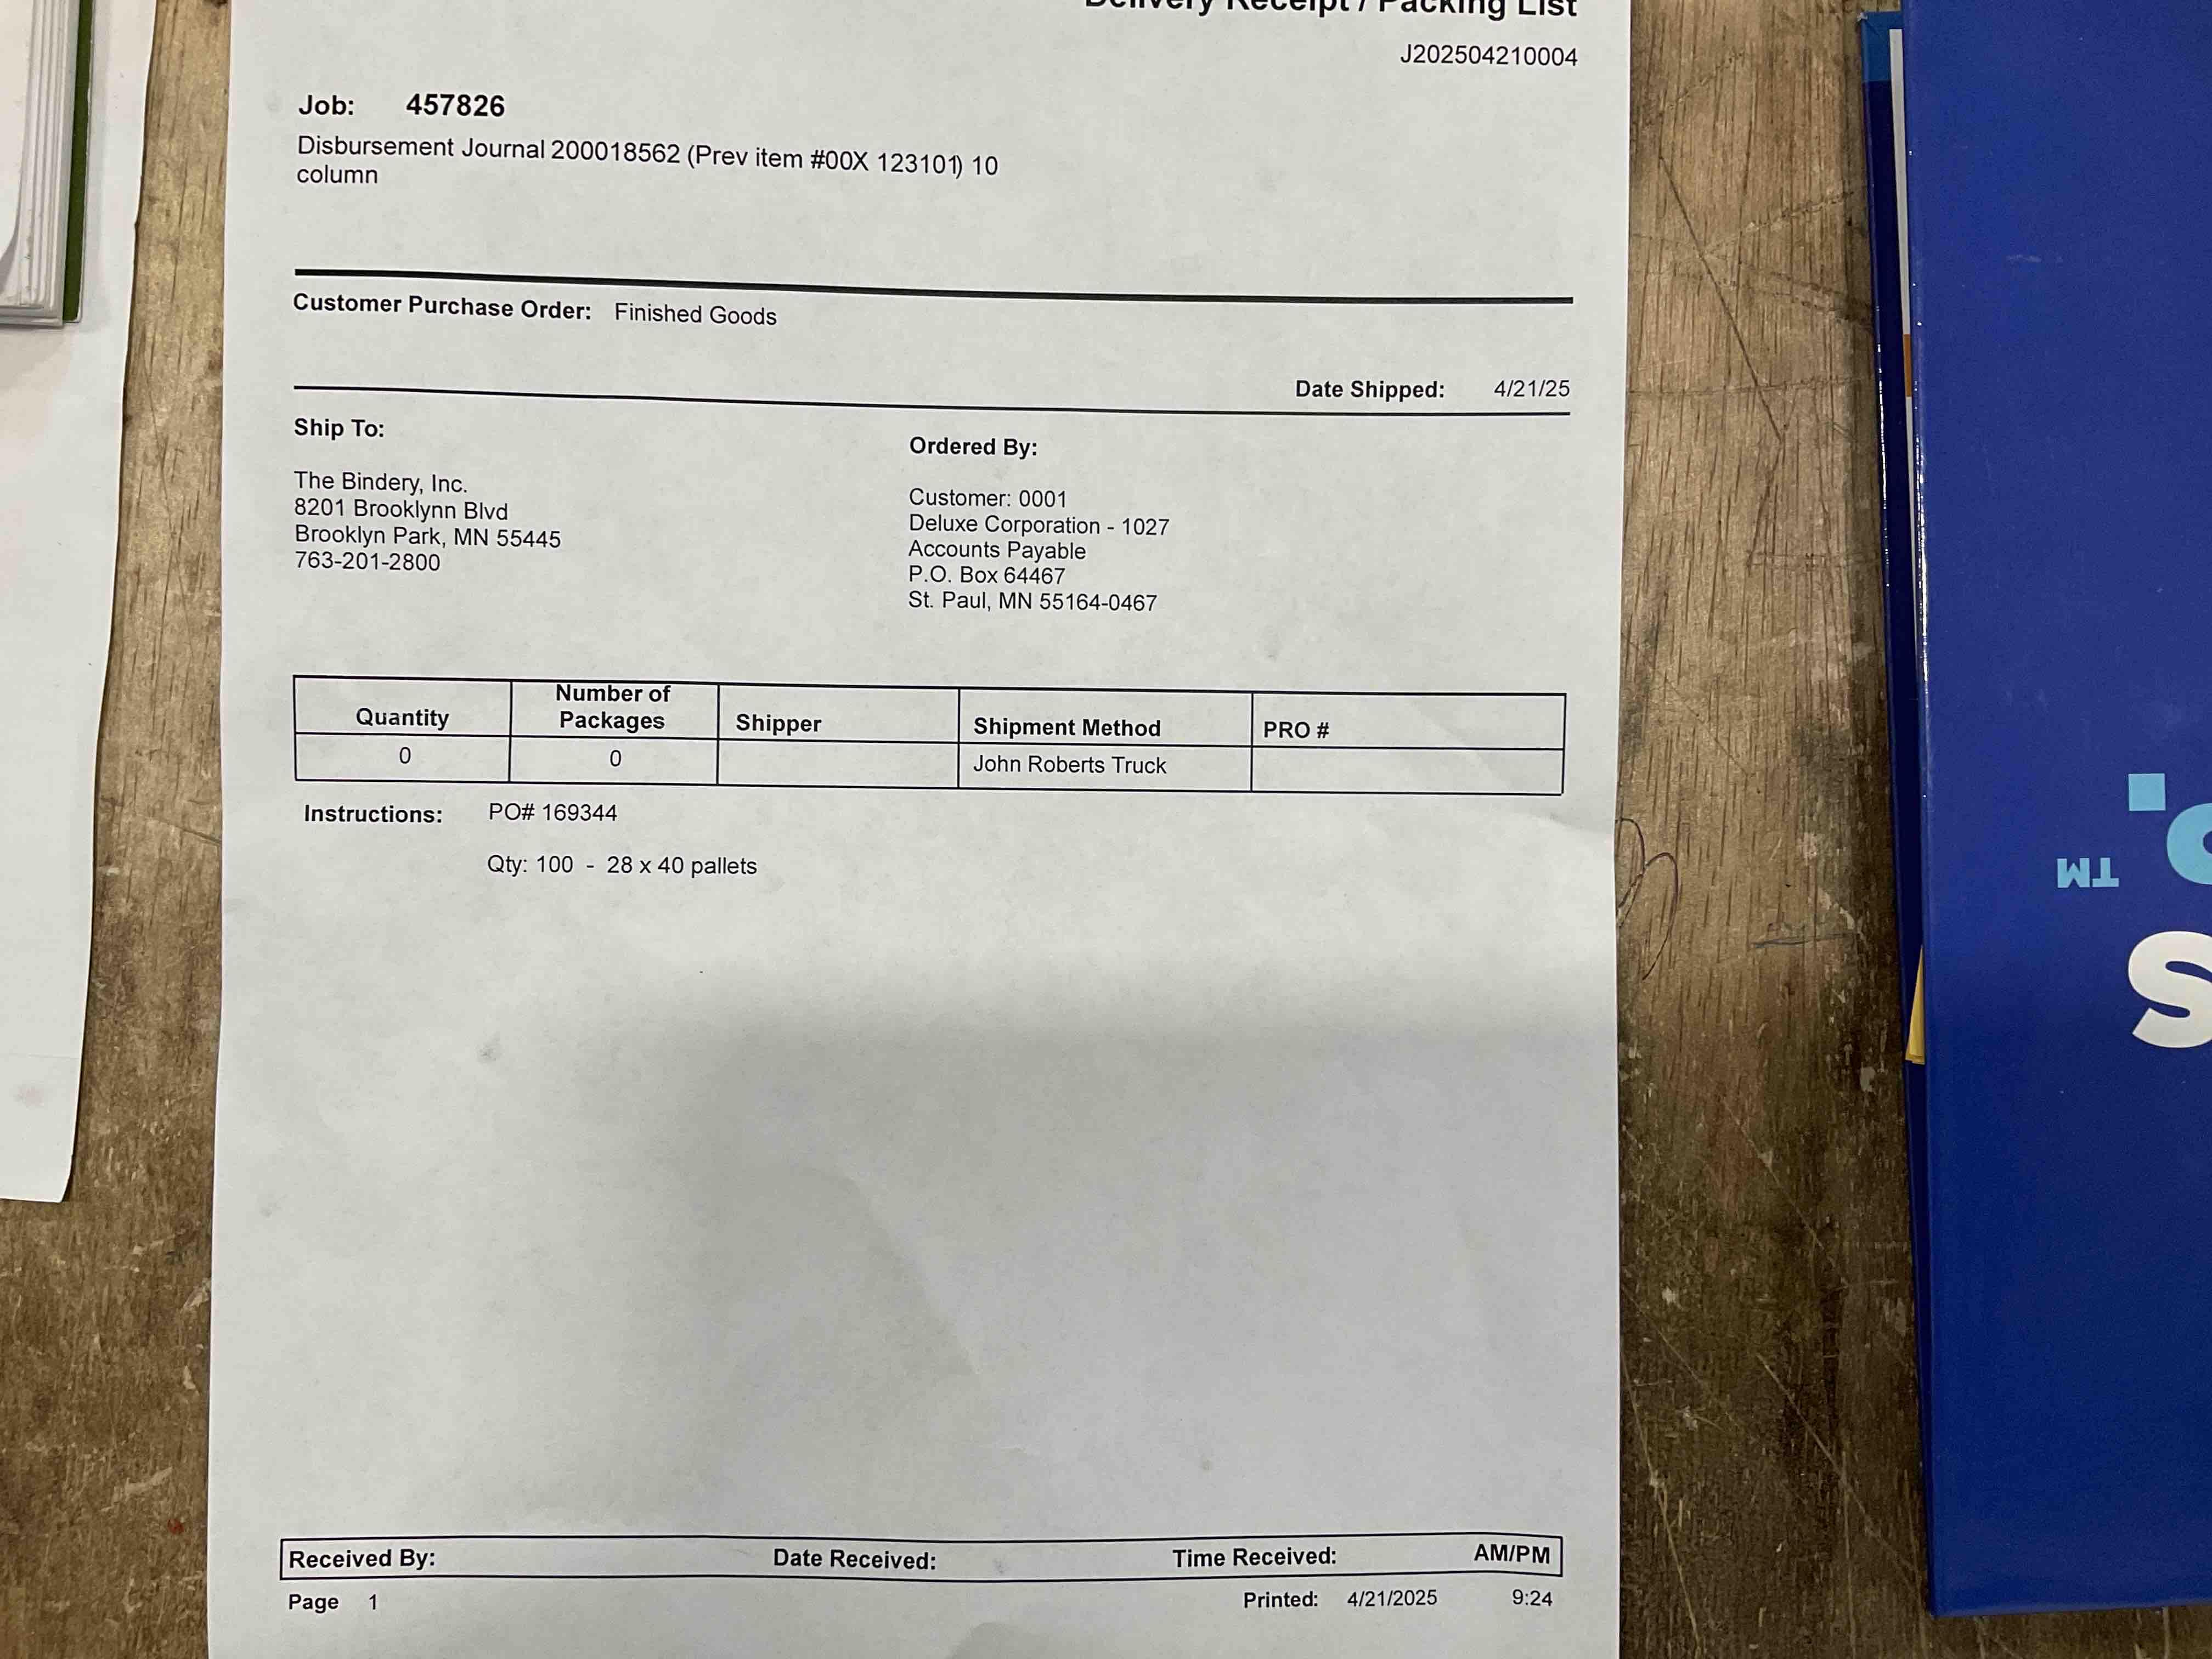 Delivery Receipt / Packing List
J202504210004
Job: 457826
Disbursement Journal 200018562 (Prev item #00X 123101) 10
column
Customer Purchase Order: Finished Goods
Date Shipped: 4/21/25
Ship To:
The Bindery, Inc.
8201 Brooklynn Blvd
Brooklyn Park, MN 55445
763-201-2800
Ordered By:
Customer: 0001
Deluxe Corporation - 1027
Accounts Payable
P.O. Box 64467
St. Paul, MN 55164-0467
Quantity Number of Packages Shipper Shipment Method PRO #
0 0 John Roberts Truck
Instructions: PO# 169344
Qty: 100 - 28 x 40 pallets
Received By: Date Received: Time Received: AM/PM
Page 1 Printed: 4/21/2025 9:24
TM
S